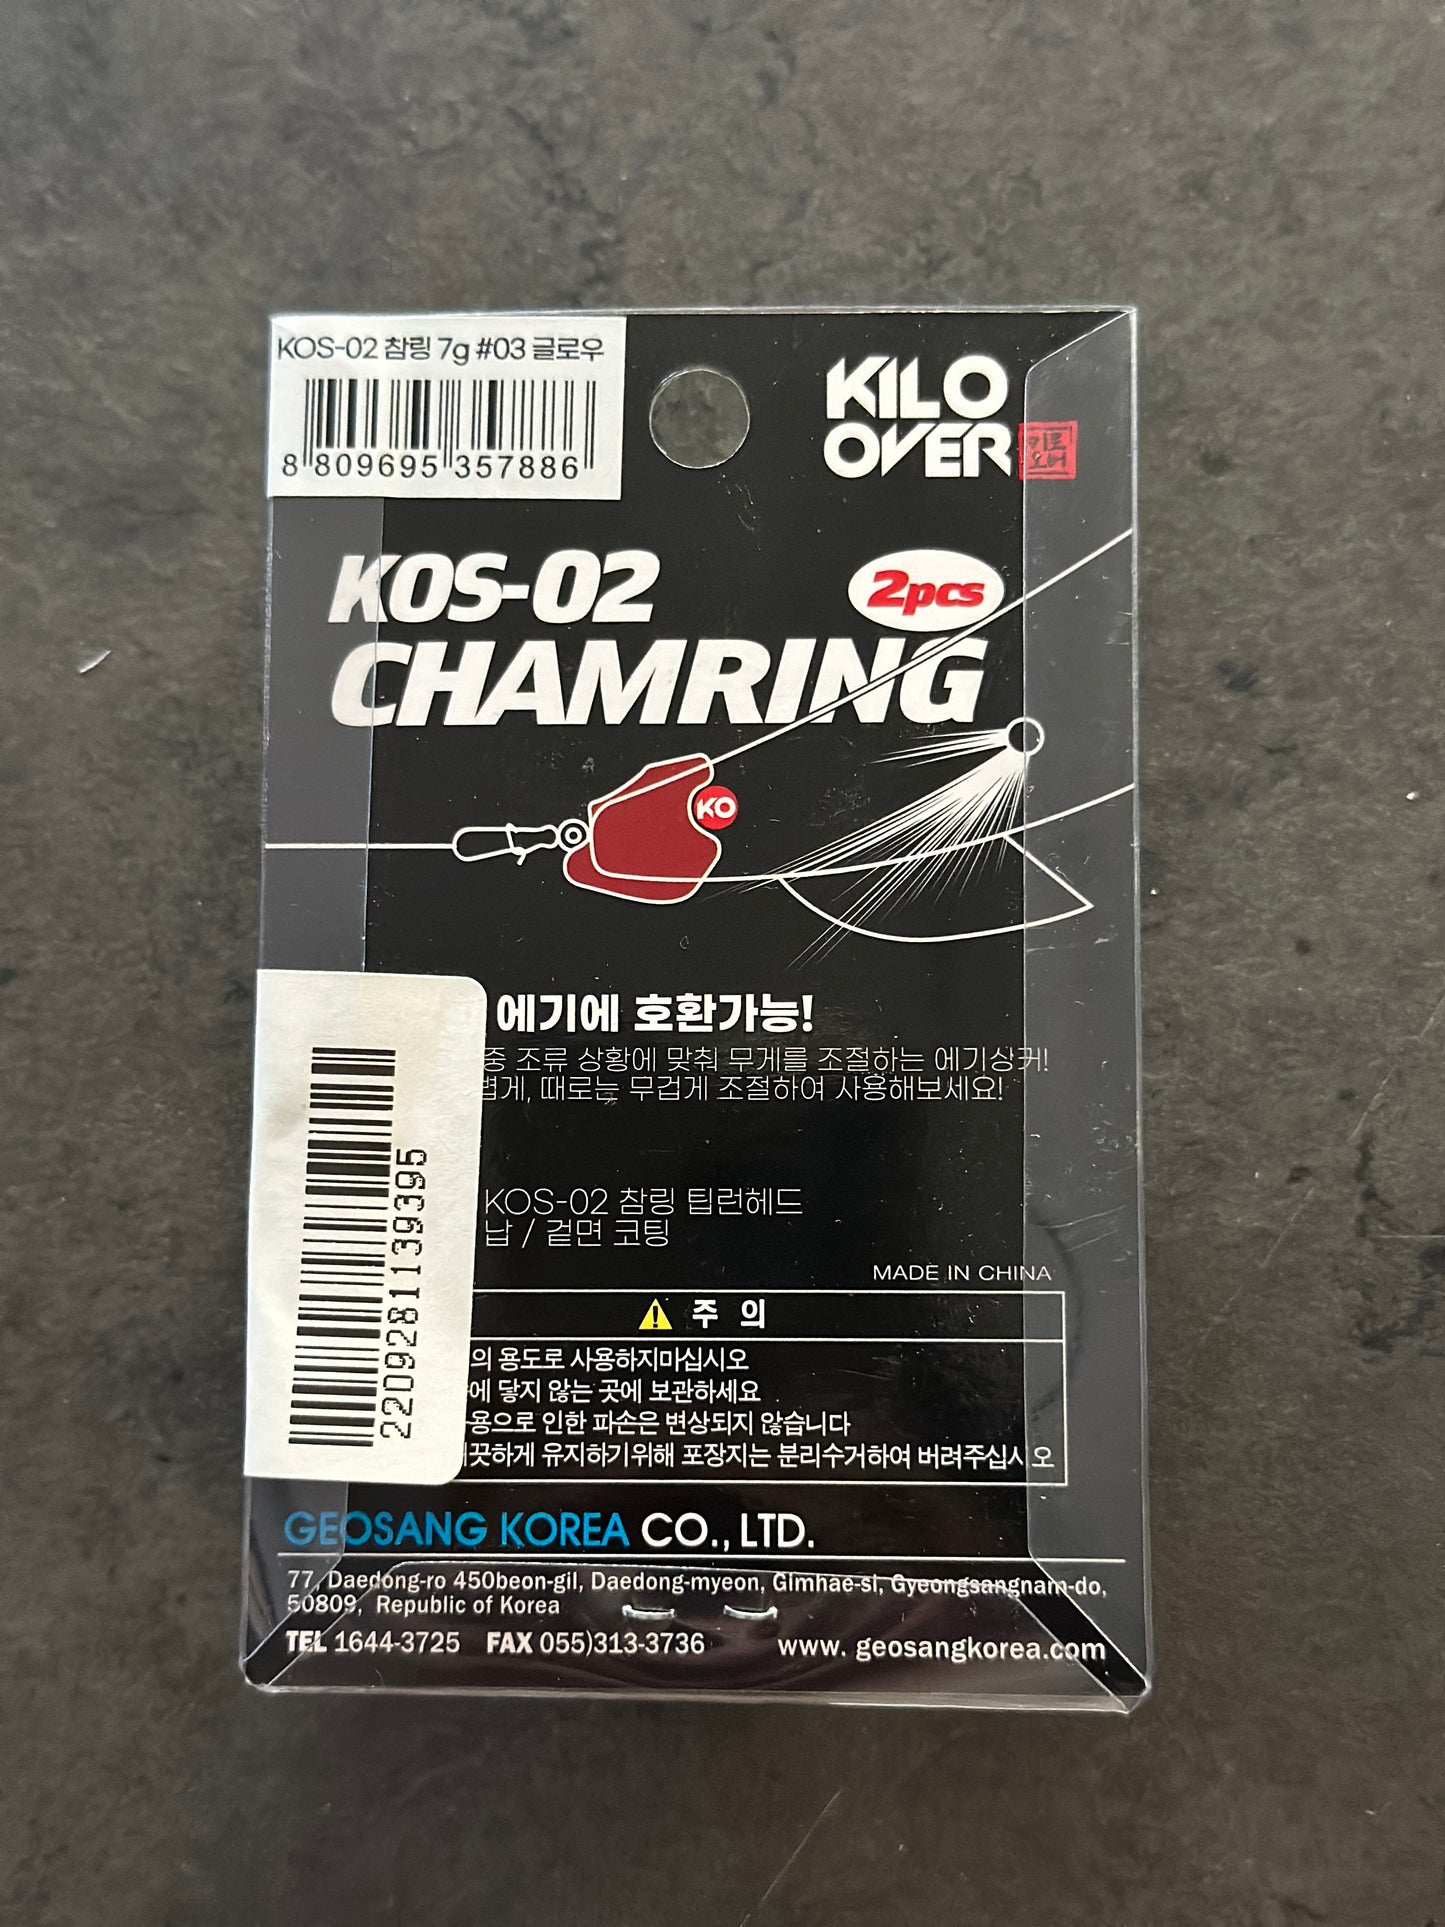 KOS-02 참링 7g #03 글로우
8 809695 357886
KILO
OVER
키로
오버
KOS-02
2pcs
CHAMRING
KO
에기에 호환가능!
중 조류 상황에 맞춰 무게를 조절하는 에기싱커!
볍게, 때로는 무겁게 조절하여 사용해보세요!
KOS-02 참링 팁런헤드
납 / 겉면 코팅
MADE IN CHINA
주 의
의 용도로 사용하지마십시오
에 닿지 않는 곳에 보관하세요
용으로 인한 파손은 변상되지 않습니다
끗하게 유지하기위해 포장지는 분리수거하여 버려주십시오
2209281139395
GEOSANG KOREA CO., LTD.
77, Daedong-ro 450beon-gil, Daedong-myeon, Gimhae-si, Gyeongsangnam-do,
50809, Republic of Korea
TEL 1644-3725 FAX 055)313-3736 www. geosangkorea.com